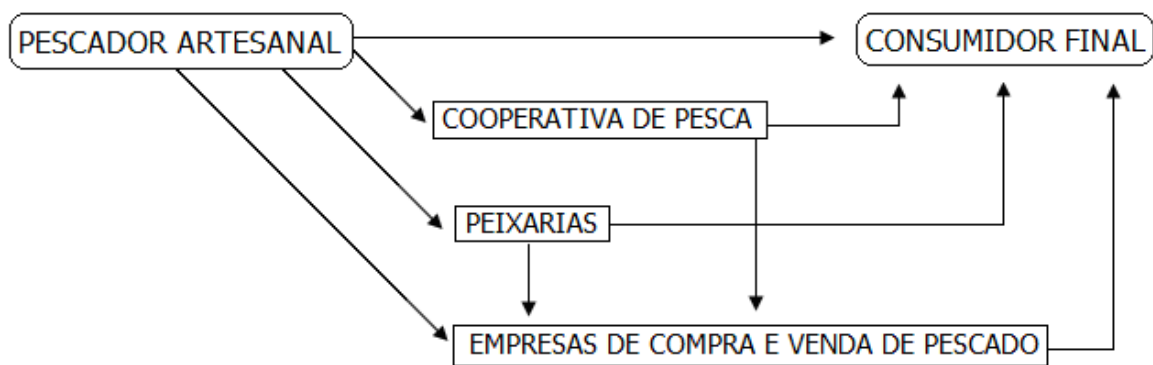 PESCADOR ARTESANAL
CONSUMIDOR FINAL
COOPERATIVA DE PESCA
PEIXARIAS
EMPRESAS DE COMPRA E VENDA DE PESCADO